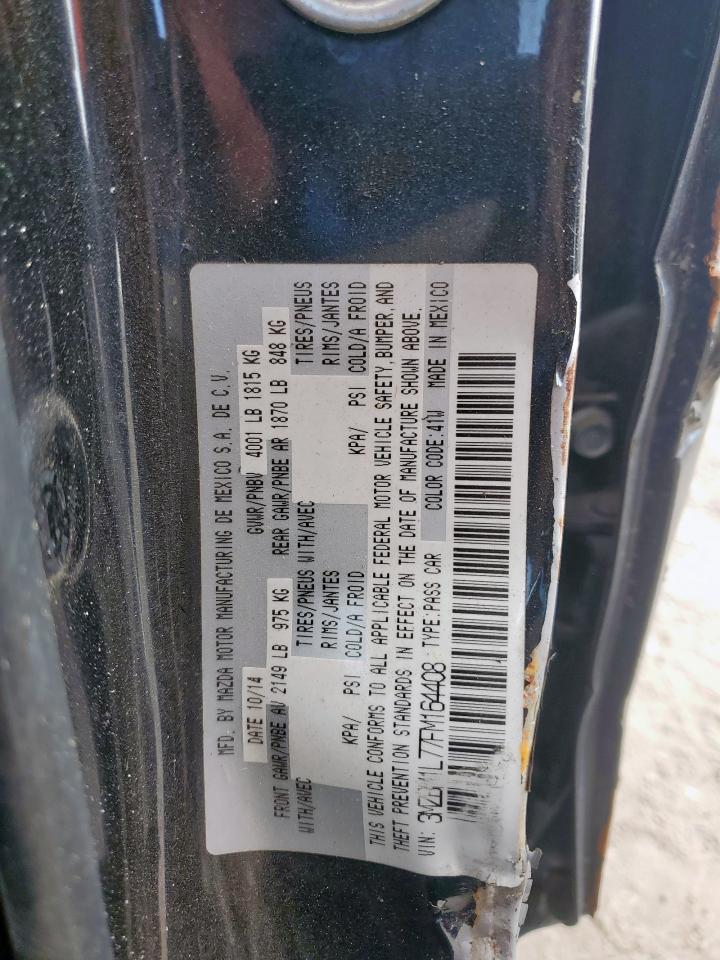 MFD. BY MAZDA MOTOR MANUFACTURING DE MEXICO S.A. DE C.V.
DATE 10/14 GVWR/PNBV 4001 LB 1815 KG
FRONT GAWR/PNBE AV 2149 LB 975 KG REAR GAWR/PNBE AR 1870 LB 848 KG
WITH/AVEC TIRES/PNEUS WITH/AVEC TIRES/PNEUS
RIMS/JANTES RIMS/JANTES
KPA/ PSI COLD/A FROID KPA/ PSI COLD/A FROID
THIS VEHICLE CONFORMS TO ALL APPLICABLE FEDERAL MOTOR VEHICLE SAFETY, BUMPER, AND
THEFT PREVENTION STANDARDS IN EFFECT ON THE DATE OF MANUFACTURE SHOWN ABOVE.
VIN: 3MZBM1L77FM164408 TYPE:PASS CAR COLOR CODE:41W MADE IN MEXICO